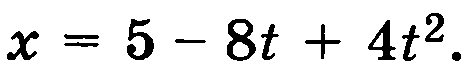 x = 5 − 8t + 4t².